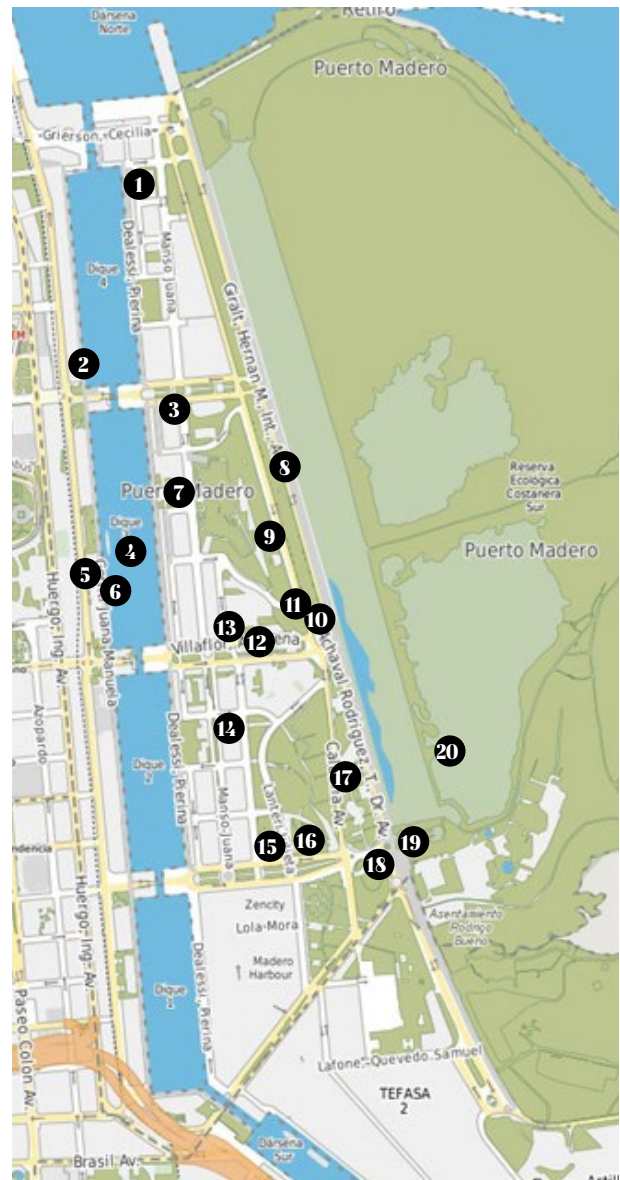 Dársena
Norte
Retiro
Puerto Madero
Grierson, Cecilia
1
Dealessi, Pierina
Manso Juana
Dique
4
2
3
Giralt, Hernan M., Int., A
8
Reserva
Ecológica
Costanera
Sur
7
Puerto Madero
Dique
9
4
Puerto Madero
5
6
Huergo, Ing. Av.
Juana Manuela
11
10
13
12
Villaflor,
Achaval Rodriguez, T., Dr. Av.
Azopardo
Dealessi, Pierina
Dique
2
14
20
17
Manso Juana
15
16
19
18
Huergo, Ing. Av.
Zencity
Lola-Mora
Asentamiento
Rodrigo
Bueno
Madero
Harbour
Dealessi, Pierina
Dique
1
Paseo Colon Av.
H
4
Lafone, Quevedo Samuel
TEFASA
2
Dársena
Sur
Brasil Av.